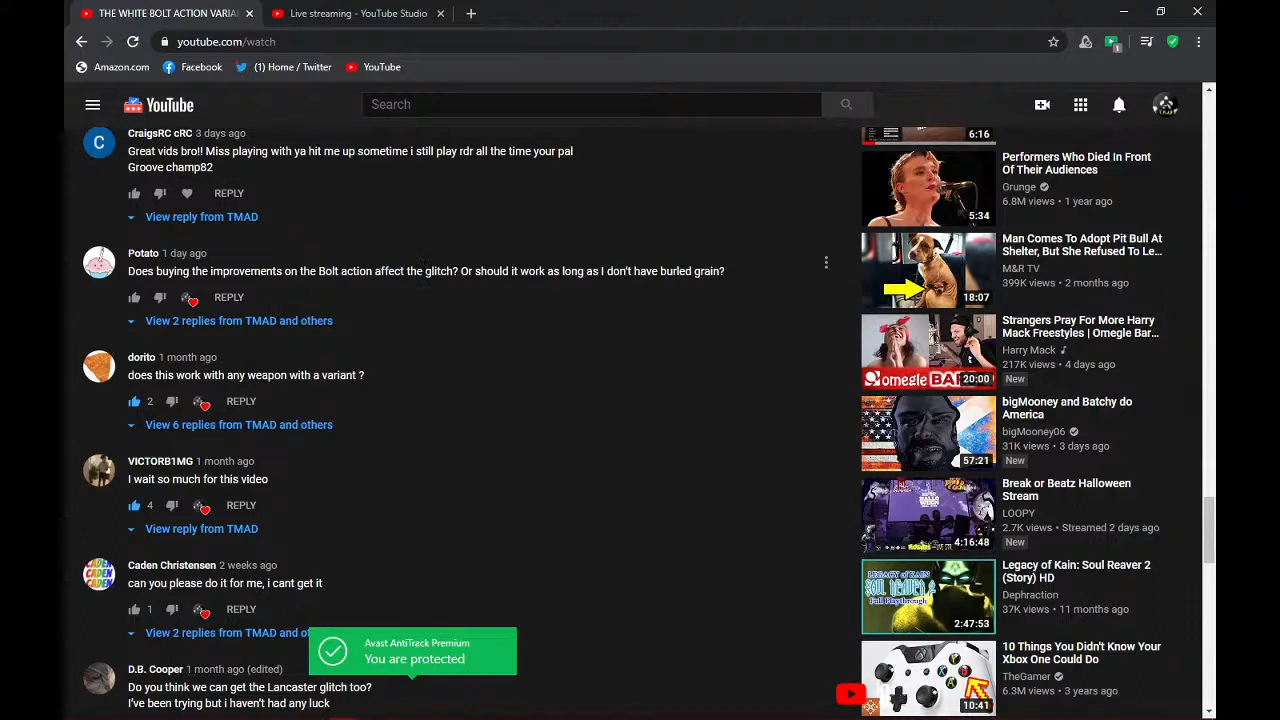 THE WHITE BOLT ACTION VARIA
Live streaming - YouTube Studio
youtube.com/watch
1
Amazon.com
Facebook
(1) Home / Twitter
YouTube
YouTube
Search
CraigsRC cRC 3 days ago
Great vids bro!! Miss playing with ya hit me up sometime i still play rdr all the time your pal
Groove champ82
REPLY
View reply from TMAD
Potato 1 day ago
Does buying the improvements on the Bolt action affect the glitch? Or should it work as long as I don't have burled grain?
REPLY
View 2 replies from TMAD and others
dorito 1 month ago
does this work with any weapon with a variant ?
2 REPLY
View 6 replies from TMAD and others
1 month ago
I wait so much for this video
4 REPLY
View reply from TMAD
CADEN
CADEN
CADEN
Caden Christensen 2 weeks ago
can you please do it for me, i cant get it
1 REPLY
View 2 replies from TMAD and o
Avast AntiTrack Premium
You are protected
D.B. Cooper 1 month ago (edited)
Do you think we can get the Lancaster glitch too?
I've been trying but i haven't had any luck
6:16
5:34
Performers Who Died In Front
Of Their Audiences
Grunge
6.8M views • 1 year ago
18:07
Man Comes To Adopt Pit Bull At
Shelter, But She Refused To Le...
M&R TV
399K views • 2 months ago
omegle BA
20:00
Strangers Pray For More Harry
Mack Freestyles | Omegle Bar...
Harry Mack
217K views • 4 days ago
New
57:21
bigMooney and Batchy do
America
bigMooney06
31K views • 3 days ago
New
4:16:48
Break or Beatz Halloween
Stream
LOOPY
2.7K views • Streamed 2 days ago
New
LEGACY of KAIN:
SOUL REAVER 2
Full Playthrough
2:47:53
Legacy of Kain: Soul Reaver 2
(Story) HD
Dephraction
37K views • 11 months ago
Y
X
B
A
10:41
10 Things You Didn't Know Your
Xbox One Could Do
TheGamer
6.3M views • 3 years ago